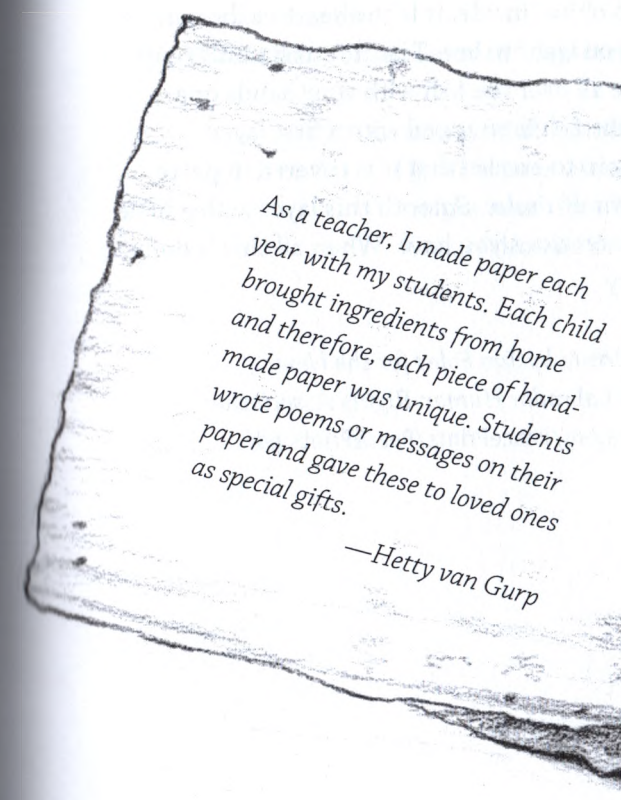 As a teacher, I made paper each
year with my students. Each child
brought ingredients from home
and therefore, each piece of hand-
made paper was unique. Students
wrote poems or messages on their
paper and gave these to loved ones
as special gifts.
—Hetty van Gurp